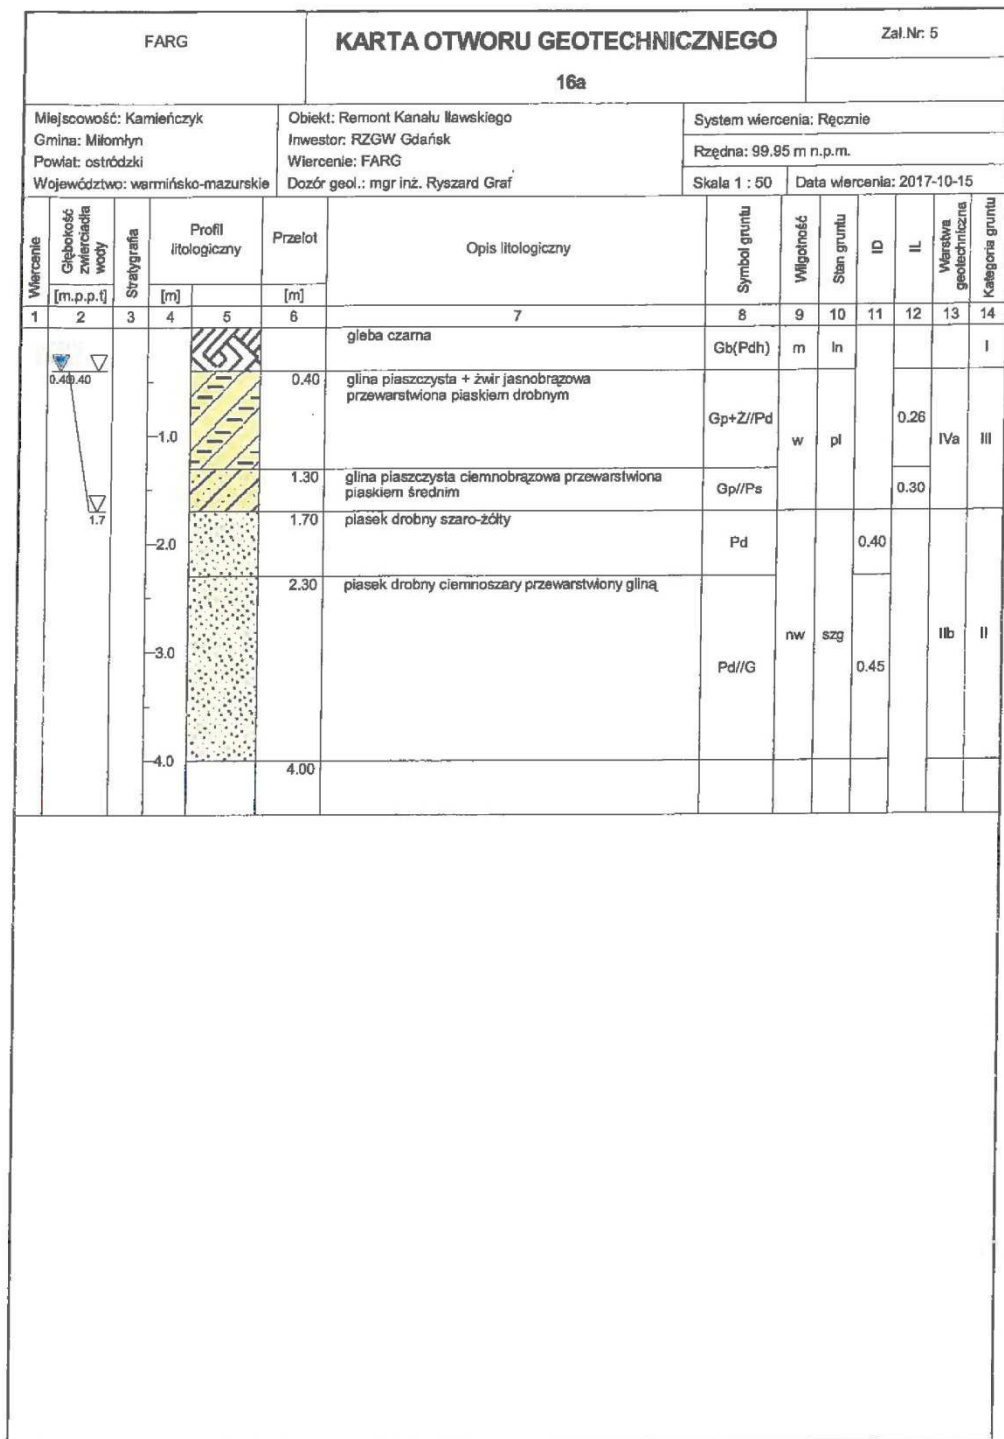 FARG
KARTA OTWORU GEOTECHNICZNEGO
16a
Zał.Nr: 5
Miejscowość: Kamieńczyk
Gmina: Miłomłyn
Powiat: ostródzki
Województwo: warmińsko-mazurskie
Obiekt: Remont Kanału Iławskiego
Inwestor: RZGW Gdańsk
Wiercenie: FARG
Dozór geol.: mgr inż. Ryszard Graf
System wiercenia: Ręcznie
Rzędna: 99.95 m n.p.m.
Skala 1 : 50
Data wiercenia: 2017-10-15
Wiercenie
Głębokość zwierciadła wody
[m.p.p.t]
Stratygrafia
Profil litologiczny
[m]
Przelot
[m]
Opis litologiczny
Symbol gruntu
Wilgotność
Stan gruntu
ID
IL
Warstwa geotechniczna
Kategoria gruntu
1 2 3 4 5 6 7 8 9 10 11 12 13 14
gleba czarna
Gb(Pdh) m ln I
0.40 0.40
0.40 glina piaszczysta + żwir jasnobrązowa
przewarstwiona piaskiem drobnym
Gp+Ż//Pd 0.26
-1.0
w pl IVa III
1.30 glina piaszczysta ciemnobrązowa przewarstwiona
piaskiem średnim
Gp//Ps 0.30
1.7
1.70 piasek drobny szaro-żółty
-2.0
Pd 0.40
2.30 piasek drobny ciemnoszary przewarstwiony gliną
nw szg IIb II
-3.0
Pd//G 0.45
-4.0
4.00